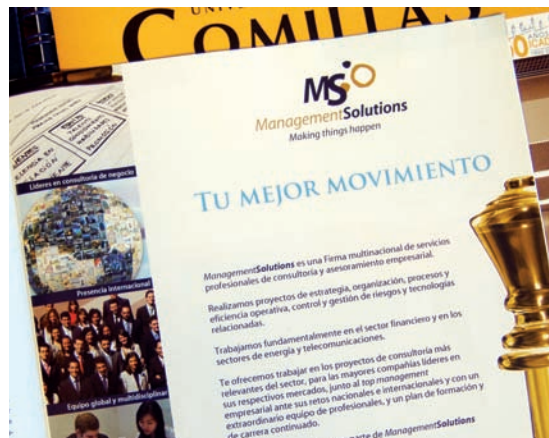 UNIV
COMILLAS
AÑOS
ICAD
MS
ManagementSolutions
Making things happen
TU MEJOR MOVIMIENTO
Líderes en consultoría de negocio
Presencia internacional
Equipo global y multidisciplinar
ManagementSolutions es una Firma multinacional de servicios
profesionales de consultoría y asesoramiento empresarial.
Realizamos proyectos de estrategia, organización, procesos y
eficiencia operativa, control y gestión de riesgos y tecnologías
relacionadas.
Trabajamos fundamentalmente en el sector financiero y en los
sectores de energía y telecomunicaciones.
Te ofrecemos trabajar en los proyectos de consultoría más
relevantes del sector, para las mayores compañías líderes en
sus respectivos mercados, junto al top management
empresarial ante sus retos nacionales e internacionales y con un
extraordinario equipo de profesionales, y un plan de formación y
de carrera continuado.
parte de ManagementSolutions